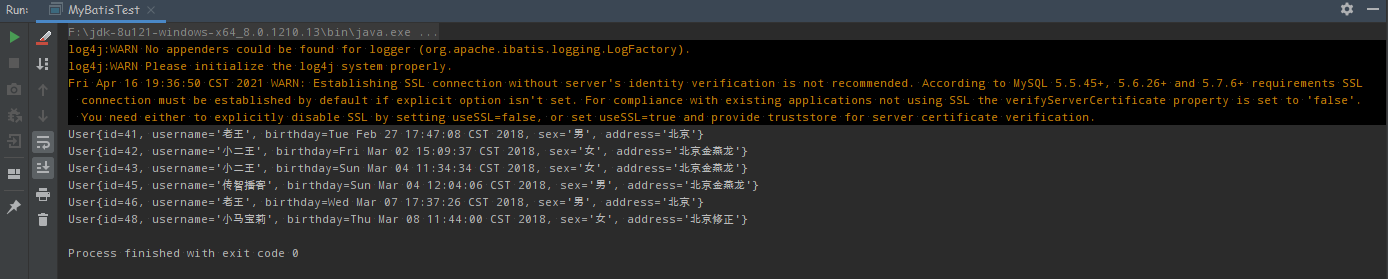 Run: MyBatisTest
F:\jdk-8u121-windows-x64_8.0.1210.13\bin\java.exe ...
log4j:WARN No appenders could be found for logger (org.apache.ibatis.logging.LogFactory).
log4j:WARN Please initialize the log4j system properly.
Fri Apr 16 19:36:50 CST 2021 WARN: Establishing SSL connection without server's identity verification is not recommended. According to MySQL 5.5.45+, 5.6.26+ and 5.7.6+ requirements SSL
connection must be established by default if explicit option isn't set. For compliance with existing applications not using SSL the verifyServerCertificate property is set to 'false'.
You need either to explicitly disable SSL by setting useSSL=false, or set useSSL=true and provide truststore for server certificate verification.
User{id=41, username='老王', birthday=Tue Feb 27 17:47:08 CST 2018, sex='男', address='北京'}
User{id=42, username='小二王', birthday=Fri Mar 02 15:09:37 CST 2018, sex='女', address='北京金燕龙'}
User{id=43, username='小二王', birthday=Sun Mar 04 11:34:34 CST 2018, sex='女', address='北京金燕龙'}
User{id=45, username='传智播客', birthday=Sun Mar 04 12:04:06 CST 2018, sex='男', address='北京金燕龙'}
User{id=46, username='老王', birthday=Wed Mar 07 17:37:26 CST 2018, sex='男', address='北京'}
User{id=48, username='小马宝莉', birthday=Thu Mar 08 11:44:00 CST 2018, sex='女', address='北京修正'}
Process finished with exit code 0